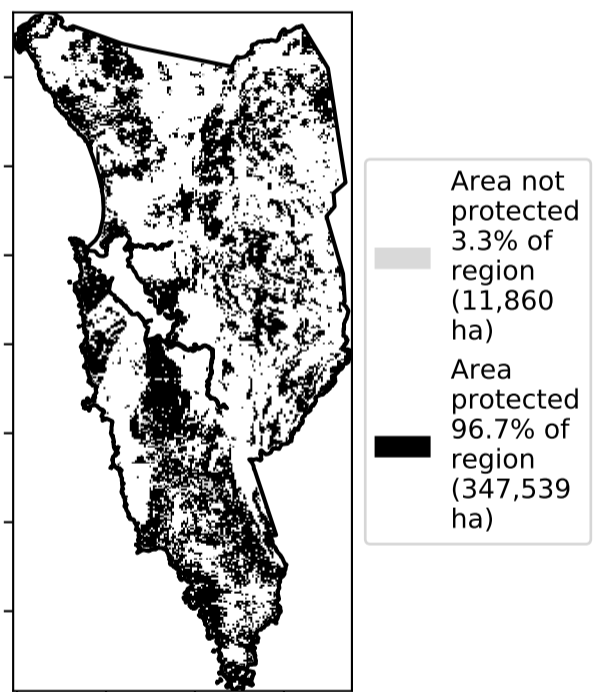 Area not
protected
3.3% of
region
(11,860
ha)
Area
protected
96.7% of
region
(347,539
ha)